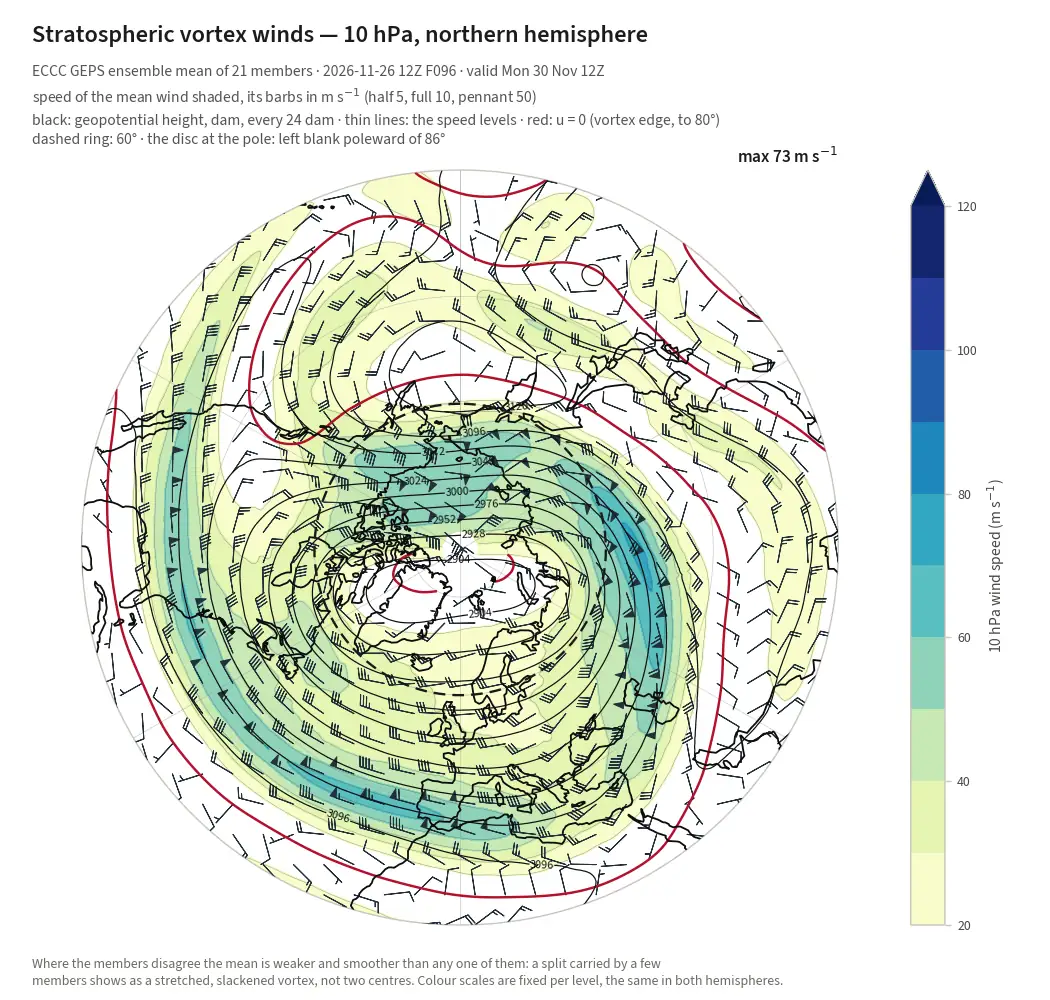 Stratospheric vortex winds — 10 hPa, northern hemisphere
ECCC GEPS ensemble mean of 21 members · 2026-11-26 12Z F096 · valid Mon 30 Nov 12Z
speed of the mean wind shaded, its barbs in m s⁻¹ (half 5, full 10, pennant 50)
black: geopotential height, dam, every 24 dam · thin lines: the speed levels · red: u = 0 (vortex edge, to 80°)
dashed ring: 60° · the disc at the pole: left blank poleward of 86°
max 73 m s⁻¹
120
100
80
60
40
20
10 hPa wind speed (m s⁻¹)
3096
3024
3000
2976
2952
2928
2904
3096
3096
Where the members disagree the mean is weaker and smoother than any one of them: a split carried by a few
members shows as a stretched, slackened vortex, not two centres. Colour scales are fixed per level, the same in both hemispheres.